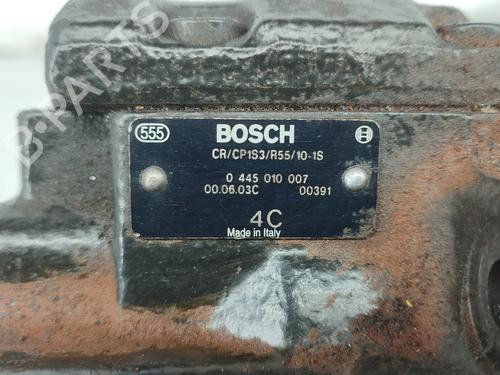 B-PARTS
555 BOSCH
CR/CP1S3/R55/10-1S
0 445 010 007
00.06.03C 00391
4C
Made in Italy